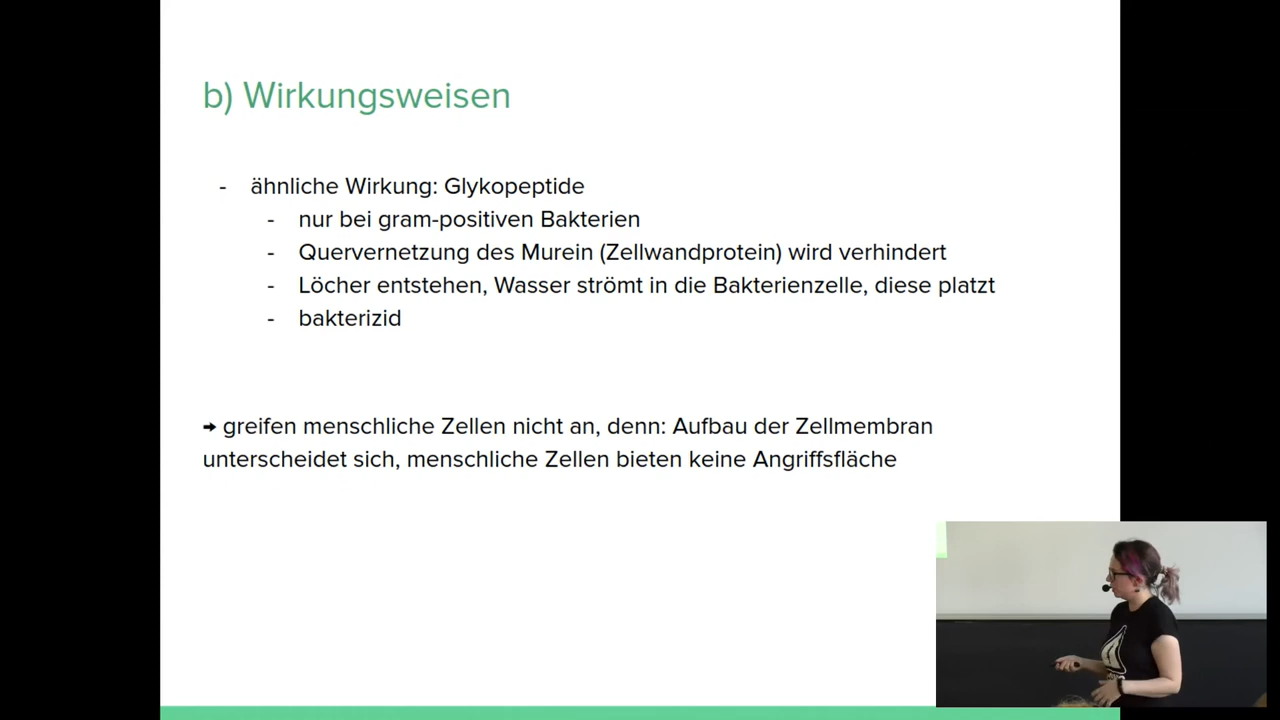 b) Wirkungsweisen
- ähnliche Wirkung: Glykopeptide
- nur bei gram-positiven Bakterien
- Quervernetzung des Murein (Zellwandprotein) wird verhindert
- Löcher entstehen, Wasser strömt in die Bakterienzelle, diese platzt
- bakterizid
➞ greifen menschliche Zellen nicht an, denn: Aufbau der Zellmembran
unterscheidet sich, menschliche Zellen bieten keine Angriffsfläche